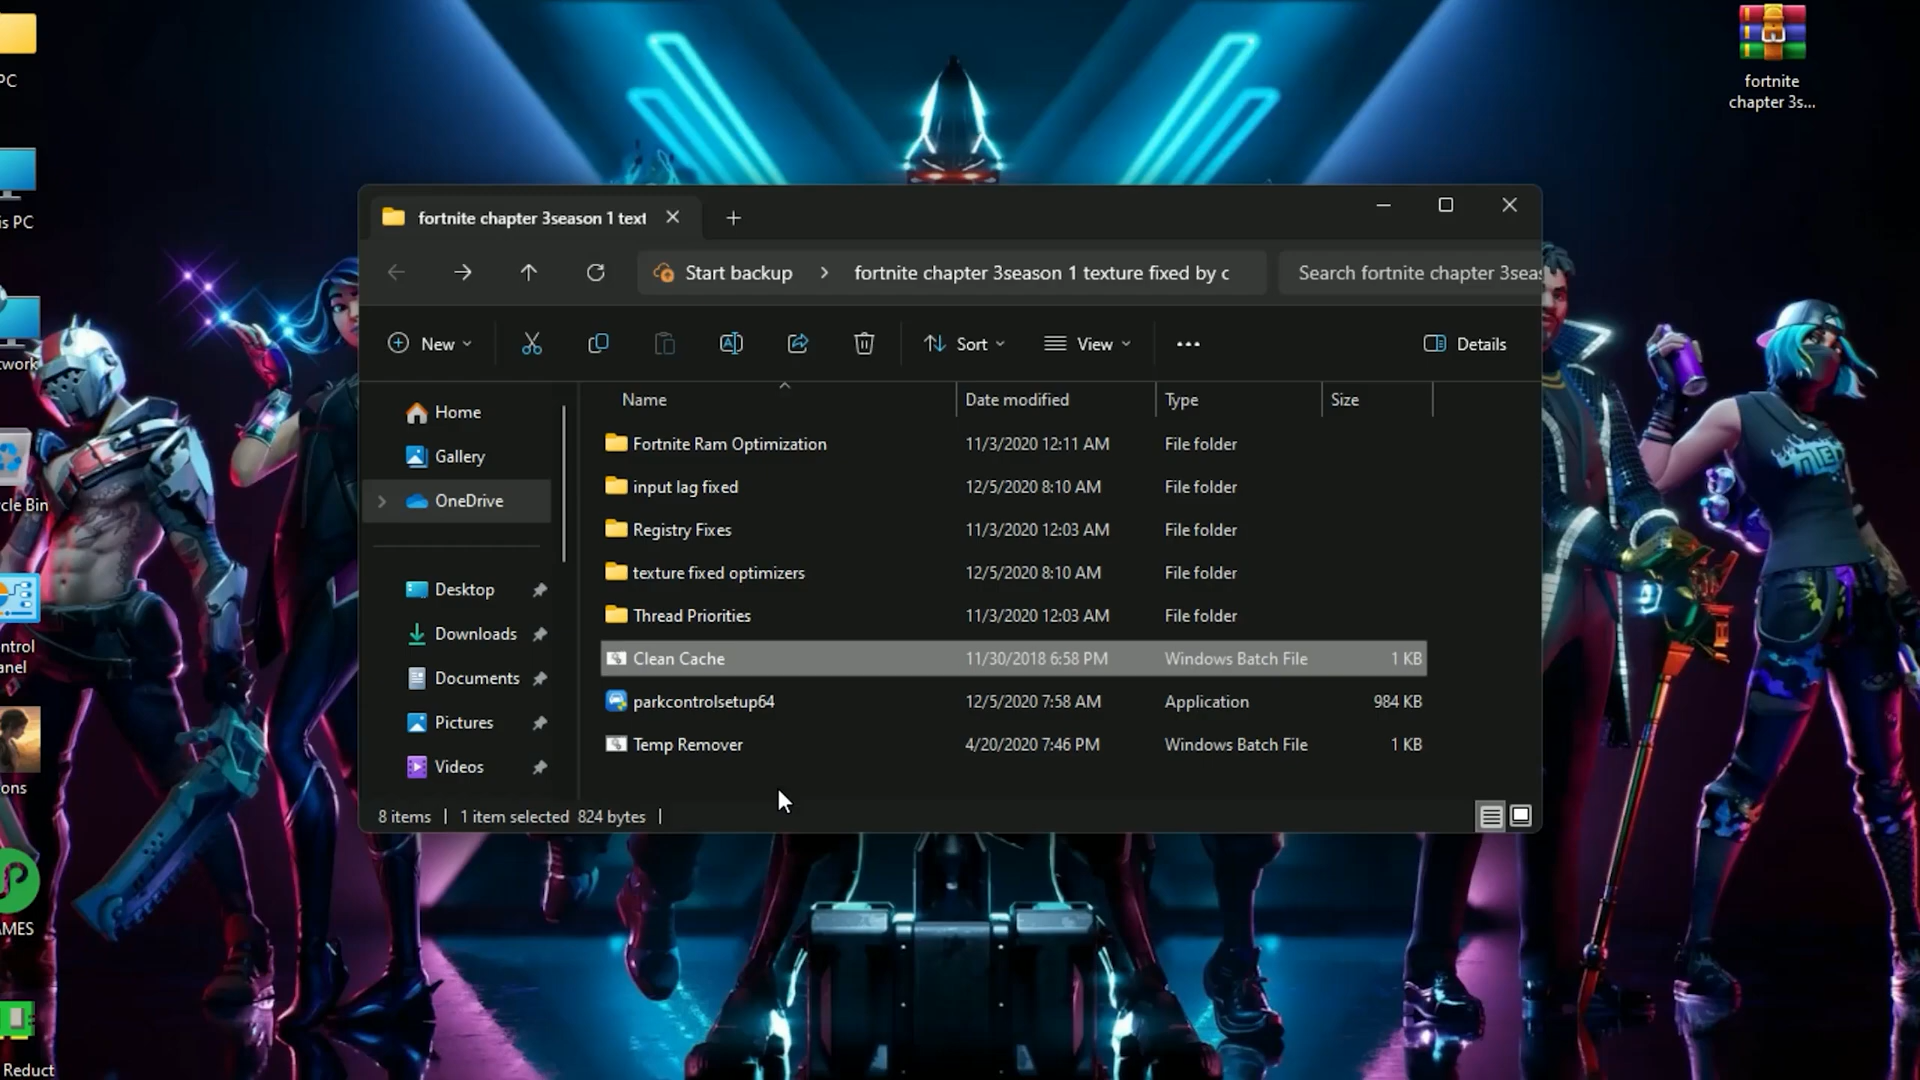 PC
is PC
twork
cle Bin
ntrol
anel
ons
AMES
Reduct
fortnite
chapter 3s...
fortnite chapter 3season 1 text
Start backup
fortnite chapter 3season 1 texture fixed by c
Search fortnite chapter 3sea
New
Sort
View
Details
Home
Gallery
OneDrive
Desktop
Downloads
Documents
Pictures
Videos
Name Date modified Type Size
Fortnite Ram Optimization 11/3/2020 12:11 AM File folder
input lag fixed 12/5/2020 8:10 AM File folder
Registry Fixes 11/3/2020 12:03 AM File folder
texture fixed optimizers 12/5/2020 8:10 AM File folder
Thread Priorities 11/3/2020 12:03 AM File folder
Clean Cache 11/30/2018 6:58 PM Windows Batch File 1 KB
parkcontrolsetup64 12/5/2020 7:58 AM Application 984 KB
Temp Remover 4/20/2020 7:46 PM Windows Batch File 1 KB
8 items 1 item selected 824 bytes